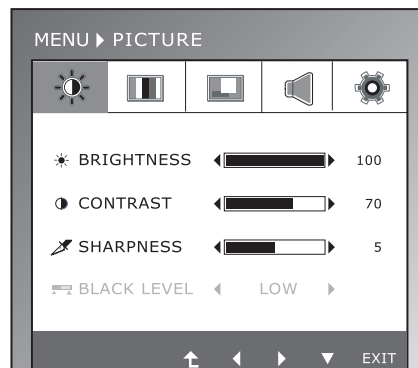 MENU ▶ PICTURE
BRIGHTNESS 100
CONTRAST 70
SHARPNESS 5
BLACK LEVEL LOW
EXIT